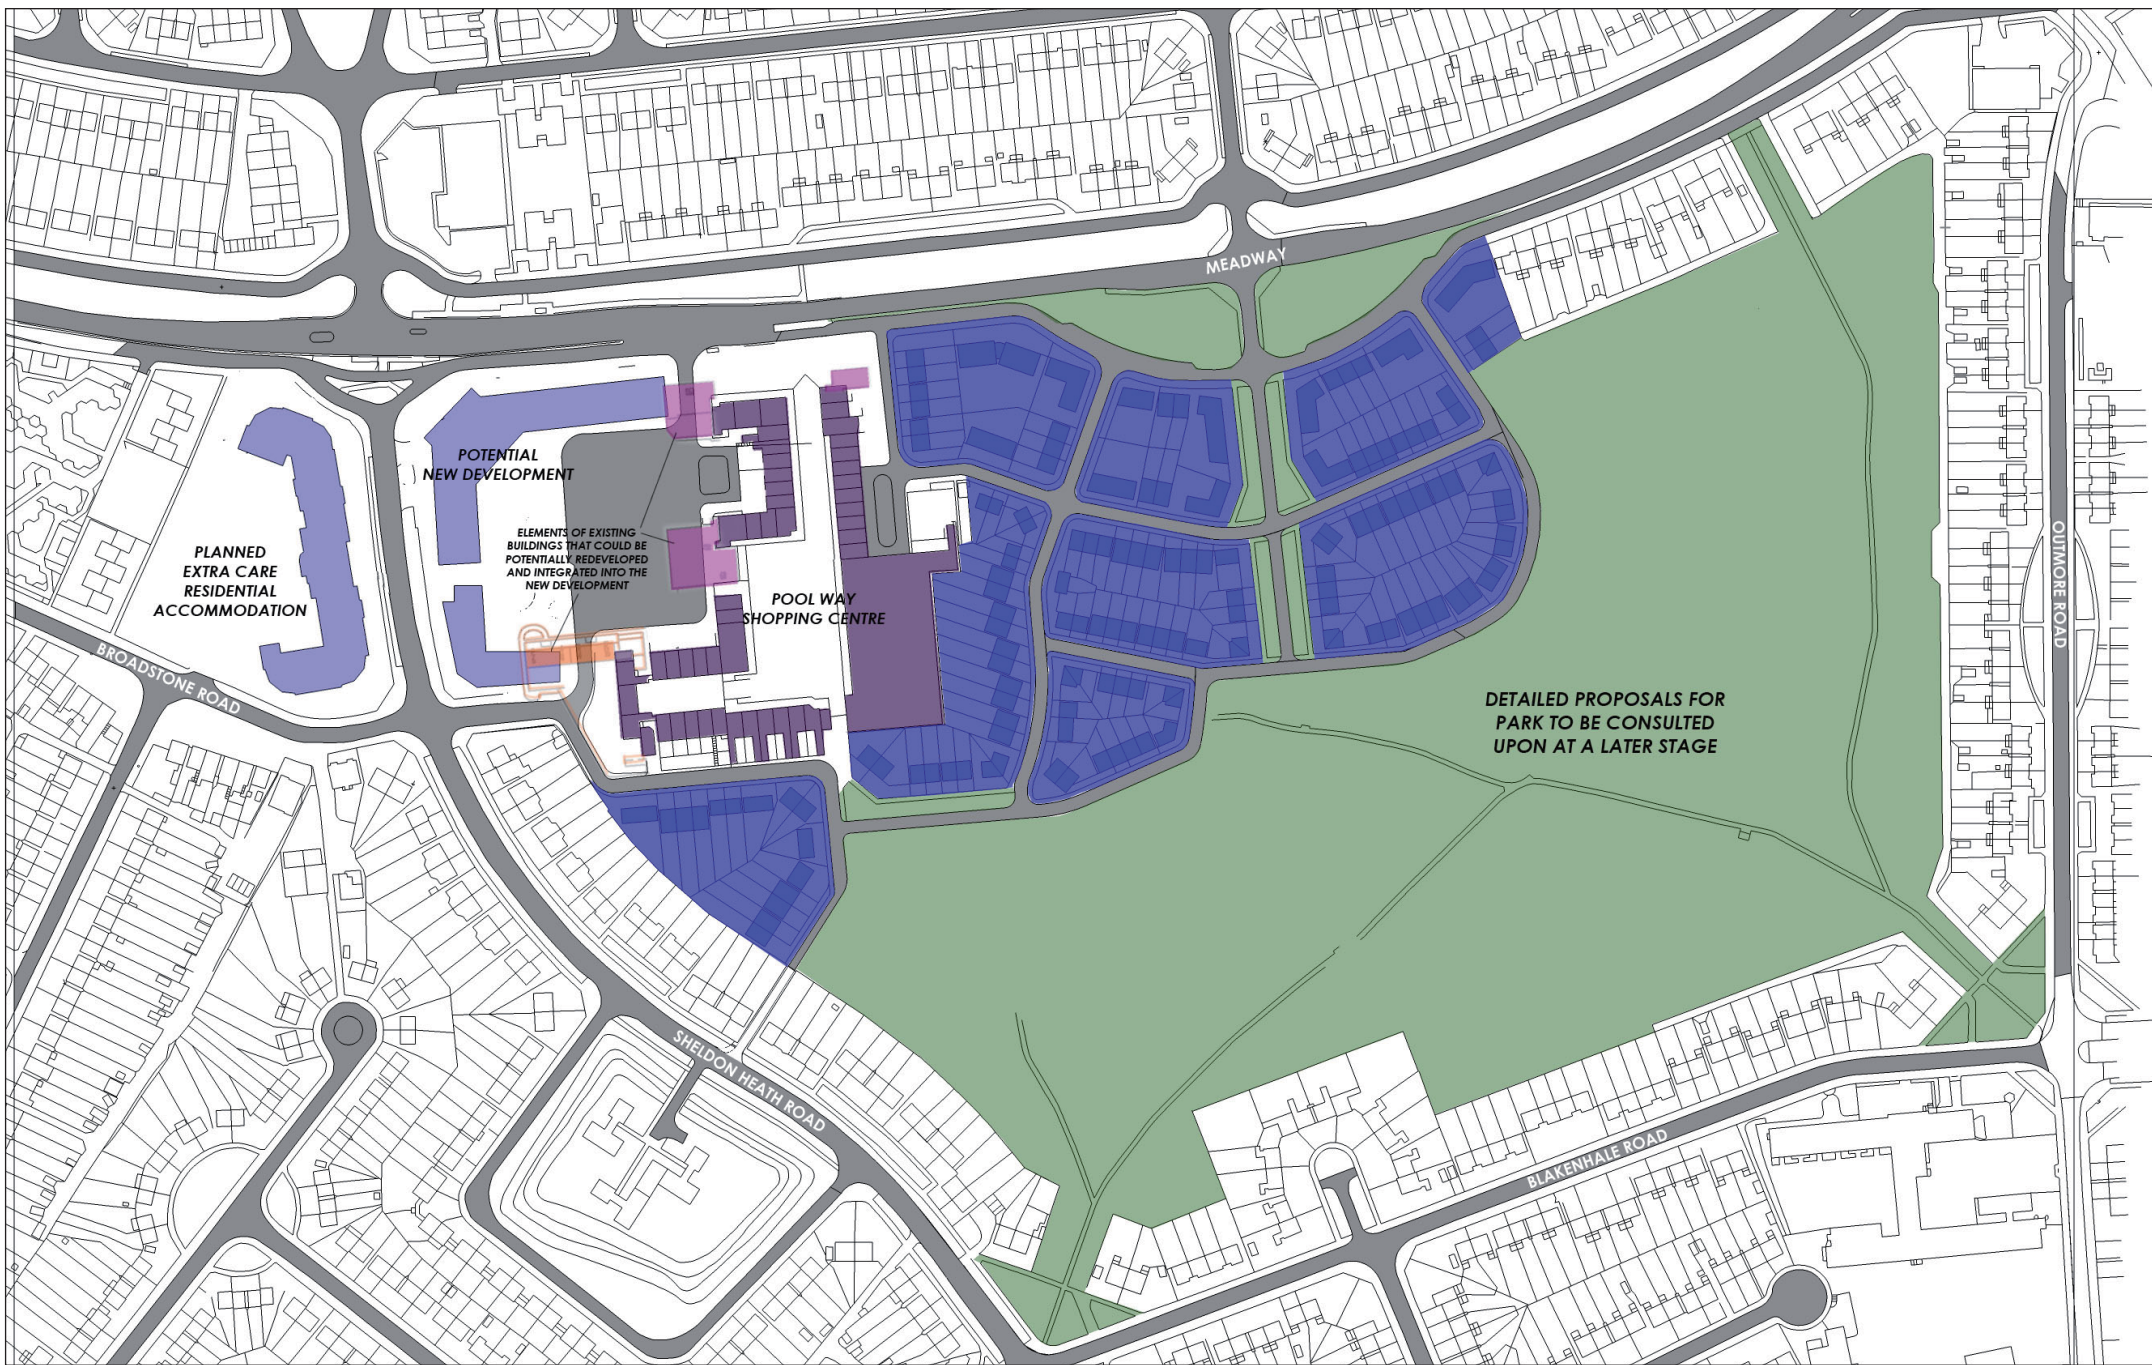 MEADWAY
POTENTIAL
NEW DEVELOPMENT
ELEMENTS OF EXISTING
BUILDINGS THAT COULD BE
POTENTIALLY REDEVELOPED
AND INTEGRATED INTO THE
NEW DEVELOPMENT
PLANNED
EXTRA CARE
RESIDENTIAL
ACCOMMODATION
POOL WAY
SHOPPING CENTRE
OUTMORE ROAD
BROADSTONE ROAD
DETAILED PROPOSALS FOR
PARK TO BE CONSULTED
UPON AT A LATER STAGE
SHELDON HEATH ROAD
BLAKENHALE ROAD